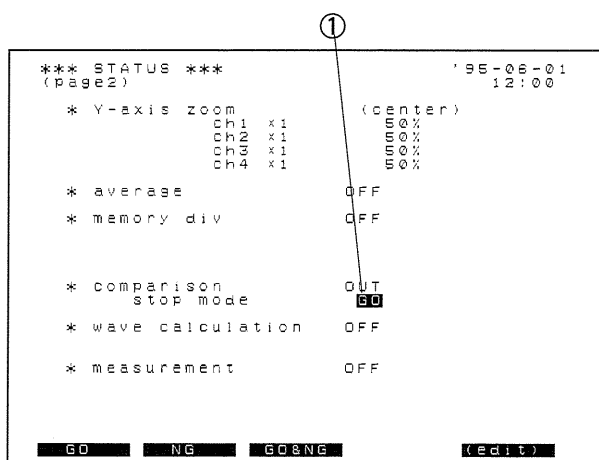 ①
*** STATUS *** '95-06-01
(page2) 12:00
* Y-axis zoom (center)
ch1 ×1 50%
ch2 ×1 50%
ch3 ×1 50%
ch4 ×1 50%
* average OFF
* memory div OFF
* comparison OUT
stop mode GO
* wave calculation OFF
* measurement OFF
GO NG GO&NG (edit)